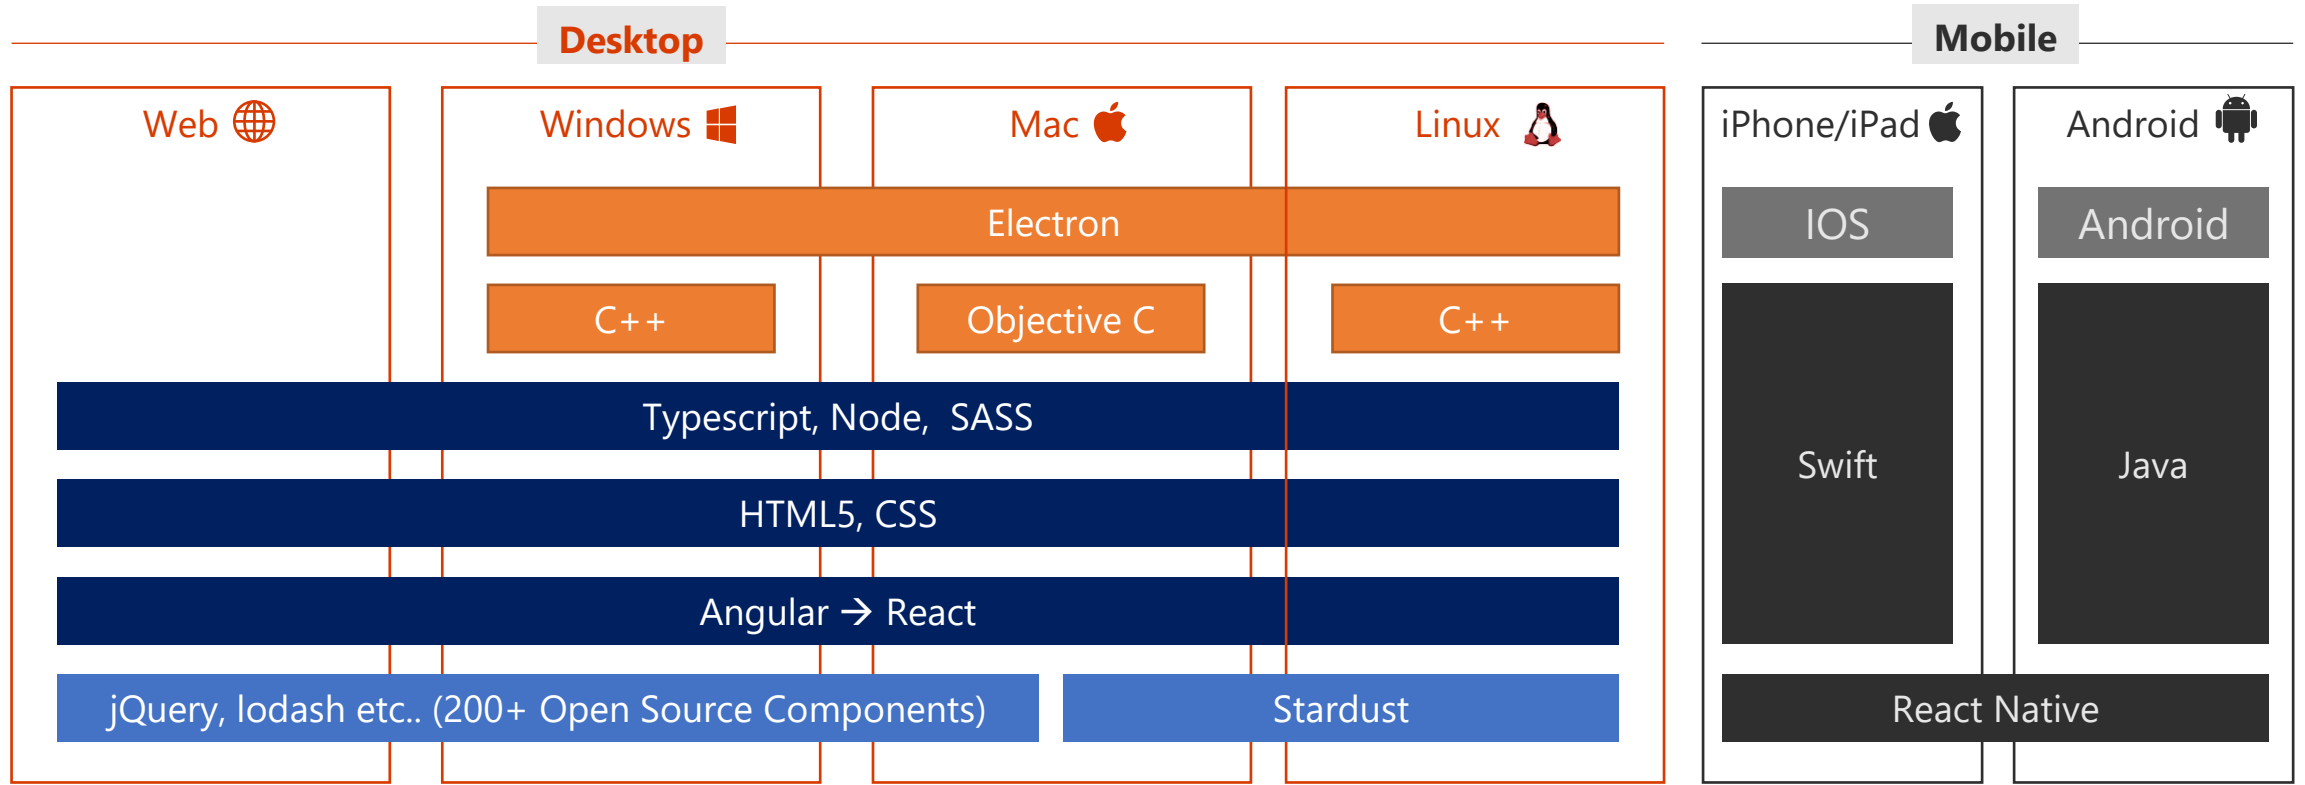 Desktop
Mobile
Web
Windows
Mac
Linux
iPhone/iPad
Android
Electron
IOS
Android
C++
Objective C
C++
Typescript, Node,  SASS
Swift
Java
HTML5, CSS
Angular → React
jQuery, lodash etc.. (200+ Open Source Components)
Stardust
React Native